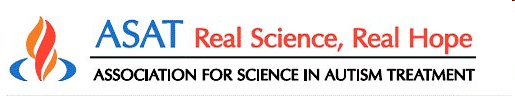 ASAT Real Science, Real Hope
ASSOCIATION FOR SCIENCE IN AUTISM TREATMENT